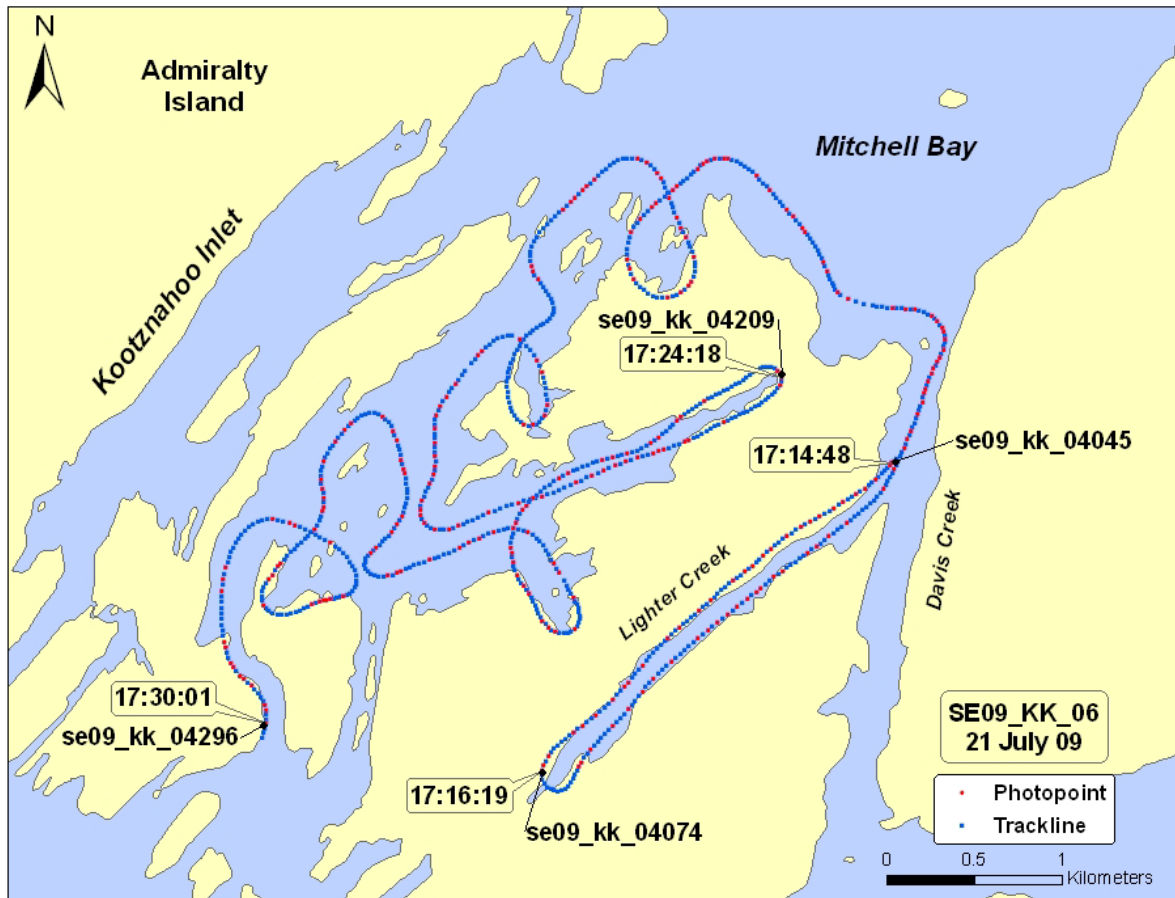 N
Admiralty
Island
Mitchell Bay
Kootznahoo Inlet
se09_kk_04209
17:24:18
se09_kk_04045
17:14:48
Davis Creek
Lighter Creek
17:30:01
se09_kk_04296
17:16:19
se09_kk_04074
SE09_KK_06
21 July 09
Photopoint
Trackline
0 0.5 1
Kilometers